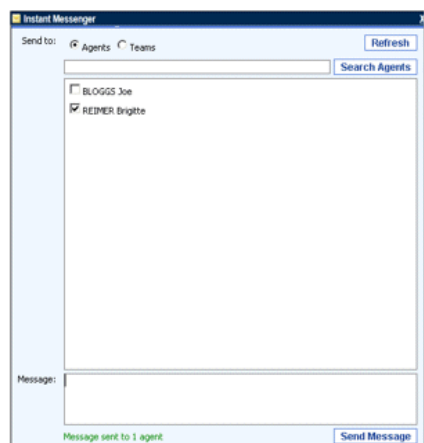 Instant Messenger X
Send to: Agents Teams Refresh
Search Agents
BLOGGS Joe
REIMER Brigitte
Message:
Message sent to 1 agent Send Message